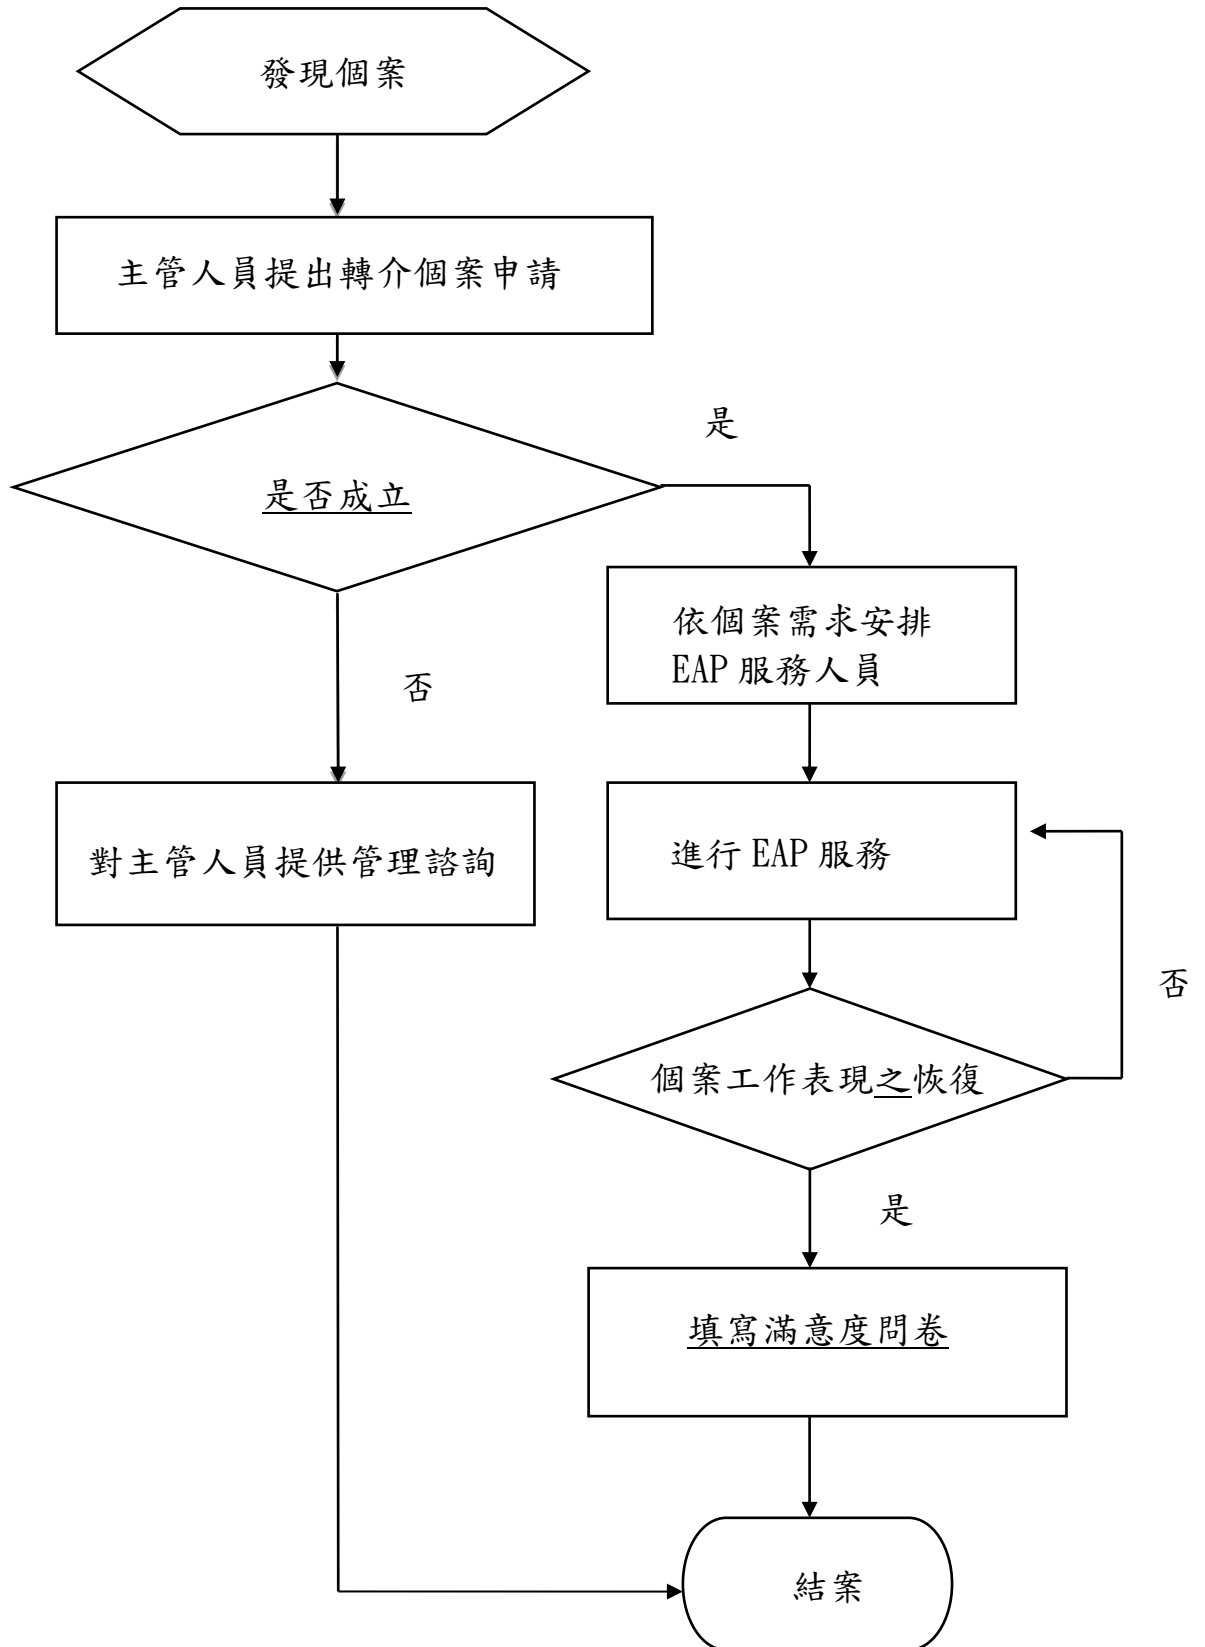 發現個案
主管人員提出轉介個案申請
是
是否成立
依個案需求安排
EAP 服務人員
否
進行 EAP 服務
對主管人員提供管理諮詢
否
個案工作表現之恢復
是
填寫滿意度問卷
結案